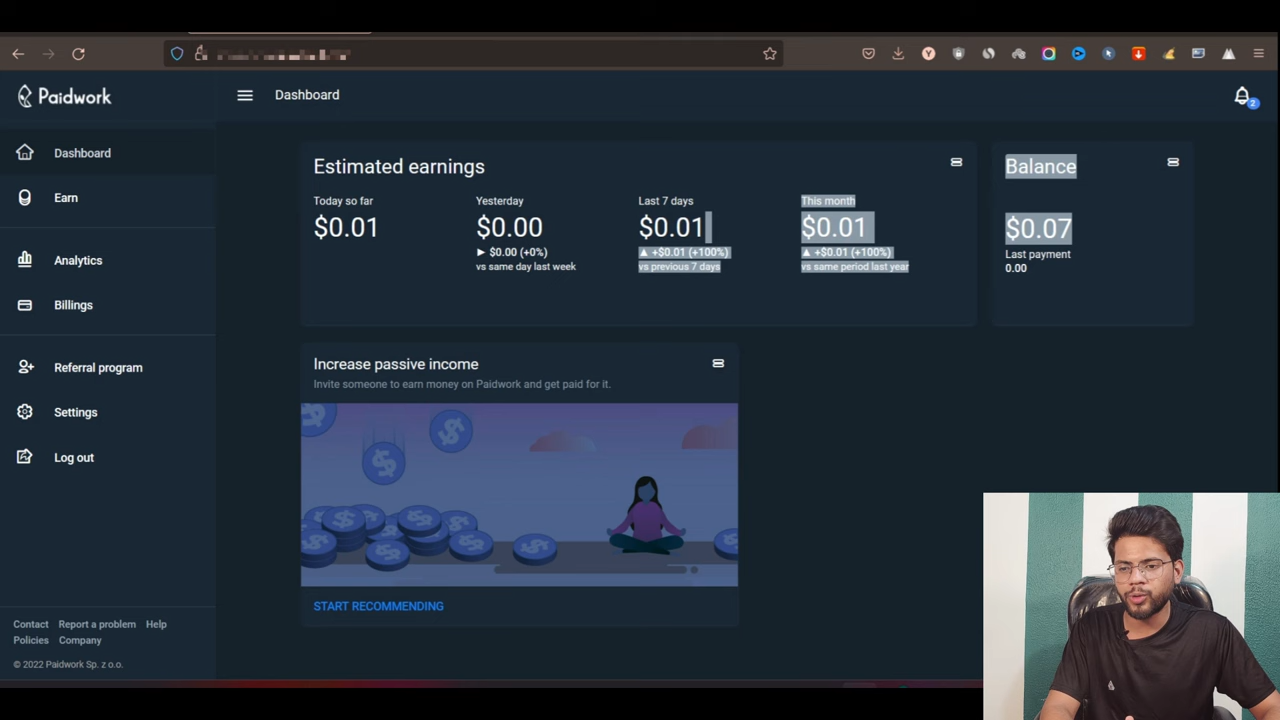 Paidwork
Dashboard
2
Dashboard
Earn
Analytics
Billings
Referral program
Settings
Log out
Estimated earnings
Today so far
$0.01
Yesterday
$0.00
► $0.00 (+0%)
vs same day last week
Last 7 days
$0.01
▲ +$0.01 (+100%)
vs previous 7 days
This month
$0.01
▲ +$0.01 (+100%)
vs same period last year
Balance
$0.07
Last payment
0.00
Increase passive income
Invite someone to earn money on Paidwork and get paid for it.
START RECOMMENDING
Contact Report a problem Help
Policies Company
© 2022 Paidwork Sp. z o.o.